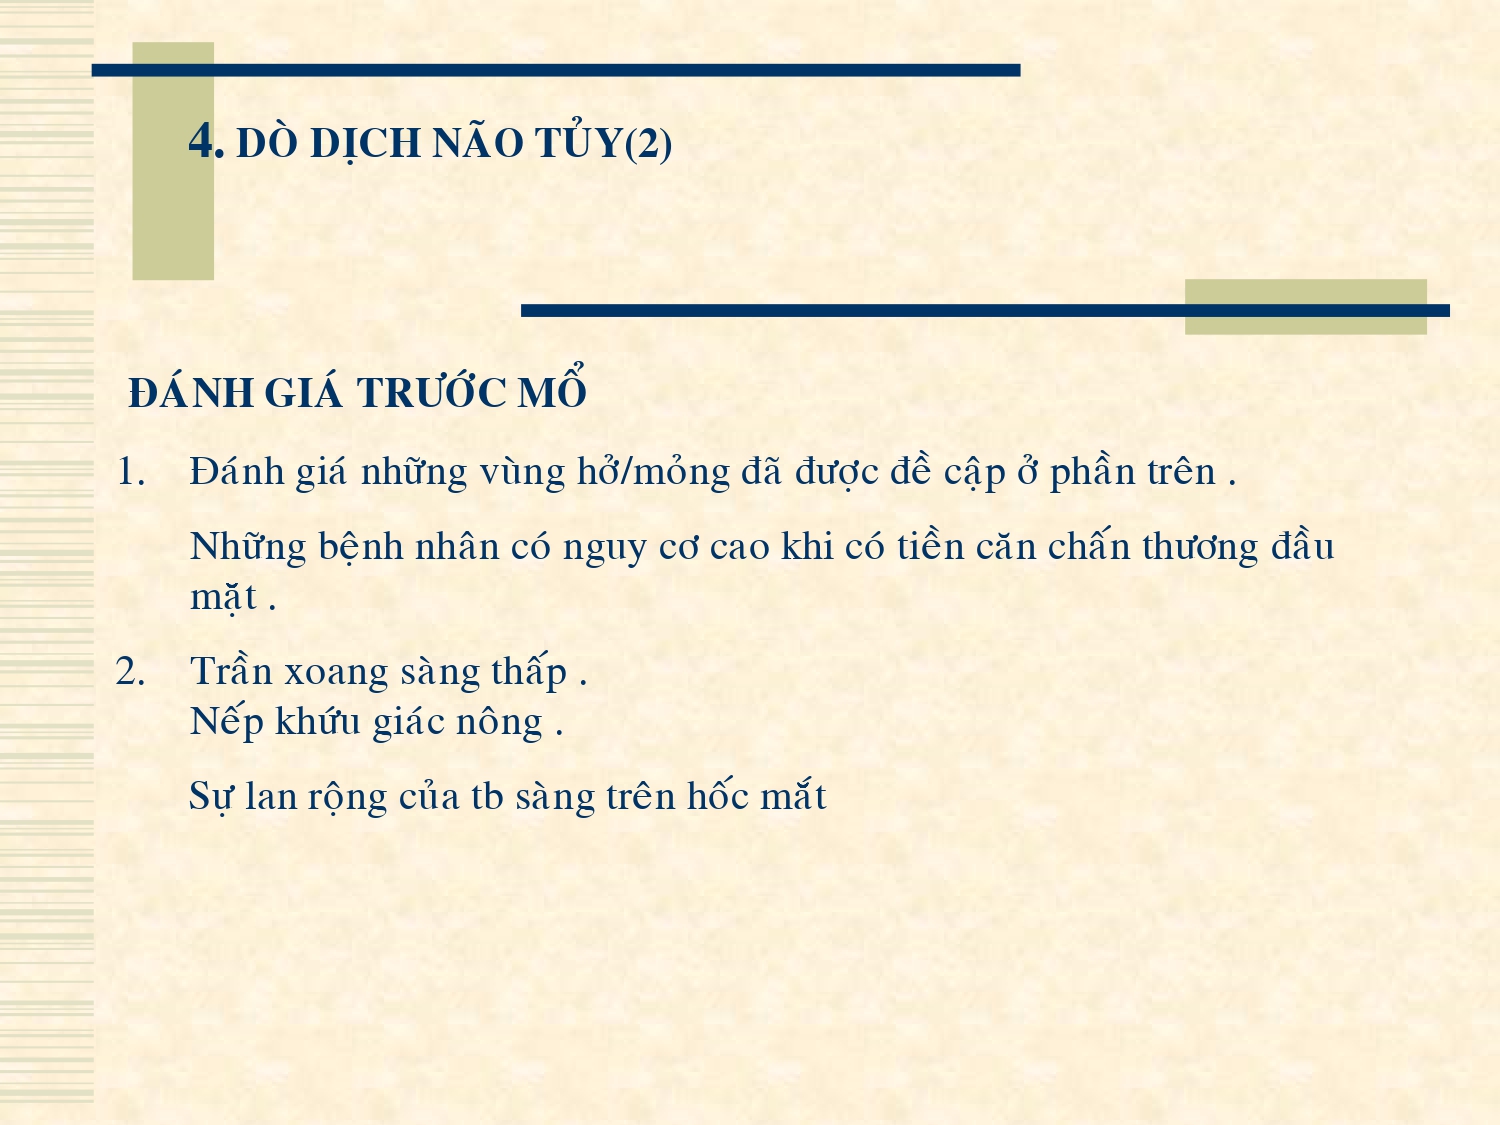 4. DÒ DỊCH NÃO TỦY(2)
ĐÁNH GIÁ TRƯỚC MỔ
1. Đánh giá những vùng hở/mỏng đã được đề cập ở phần trên .
Những bệnh nhân có nguy cơ cao khi có tiền căn chấn thương đầu
mặt .
2. Trần xoang sàng thấp .
Nếp khứu giác nông .
Sự lan rộng của tb sàng trên hốc mắt